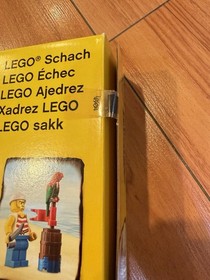 LEGO® Schach
LEGO Échec
LEGO Ajedrez
Xadrez LEGO
LEGO sakk